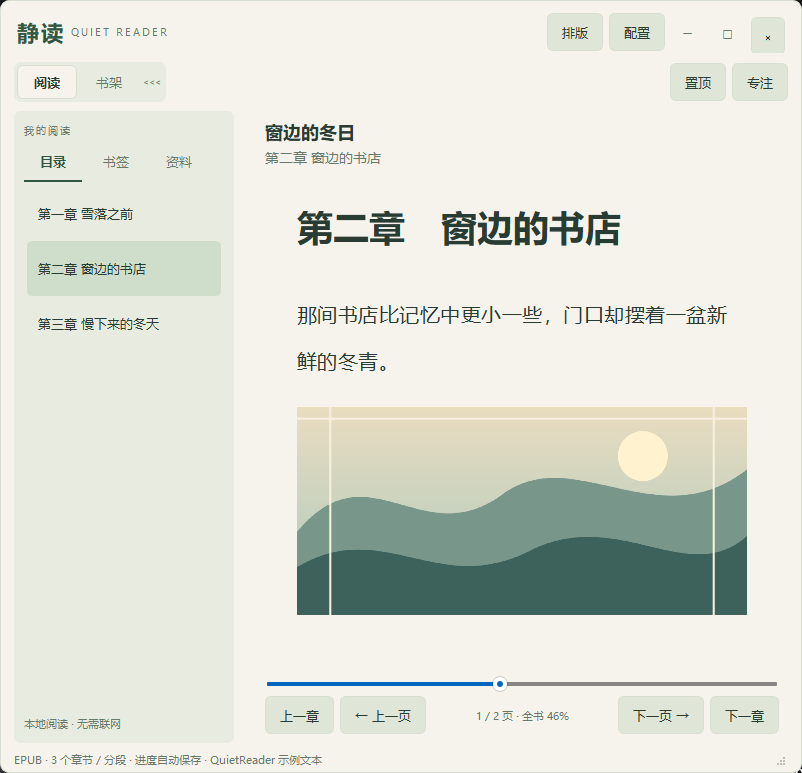 静读 QUIET READER
排版 配置 — □ ×
阅读 书架 <<<
置顶 专注
我的阅读
目录 书签 资料
第一章 雪落之前
第二章 窗边的书店
第三章 慢下来的冬天
本地阅读 · 无需联网
窗边的冬日
第二章 窗边的书店
第二章 窗边的书店
那间书店比记忆中更小一些，门口却摆着一盆新
鲜的冬青。
上一章 ← 上一页 1 / 2 页 · 全书 46% 下一页 → 下一章
EPUB · 3 个章节 / 分段 · 进度自动保存 · QuietReader 示例文本